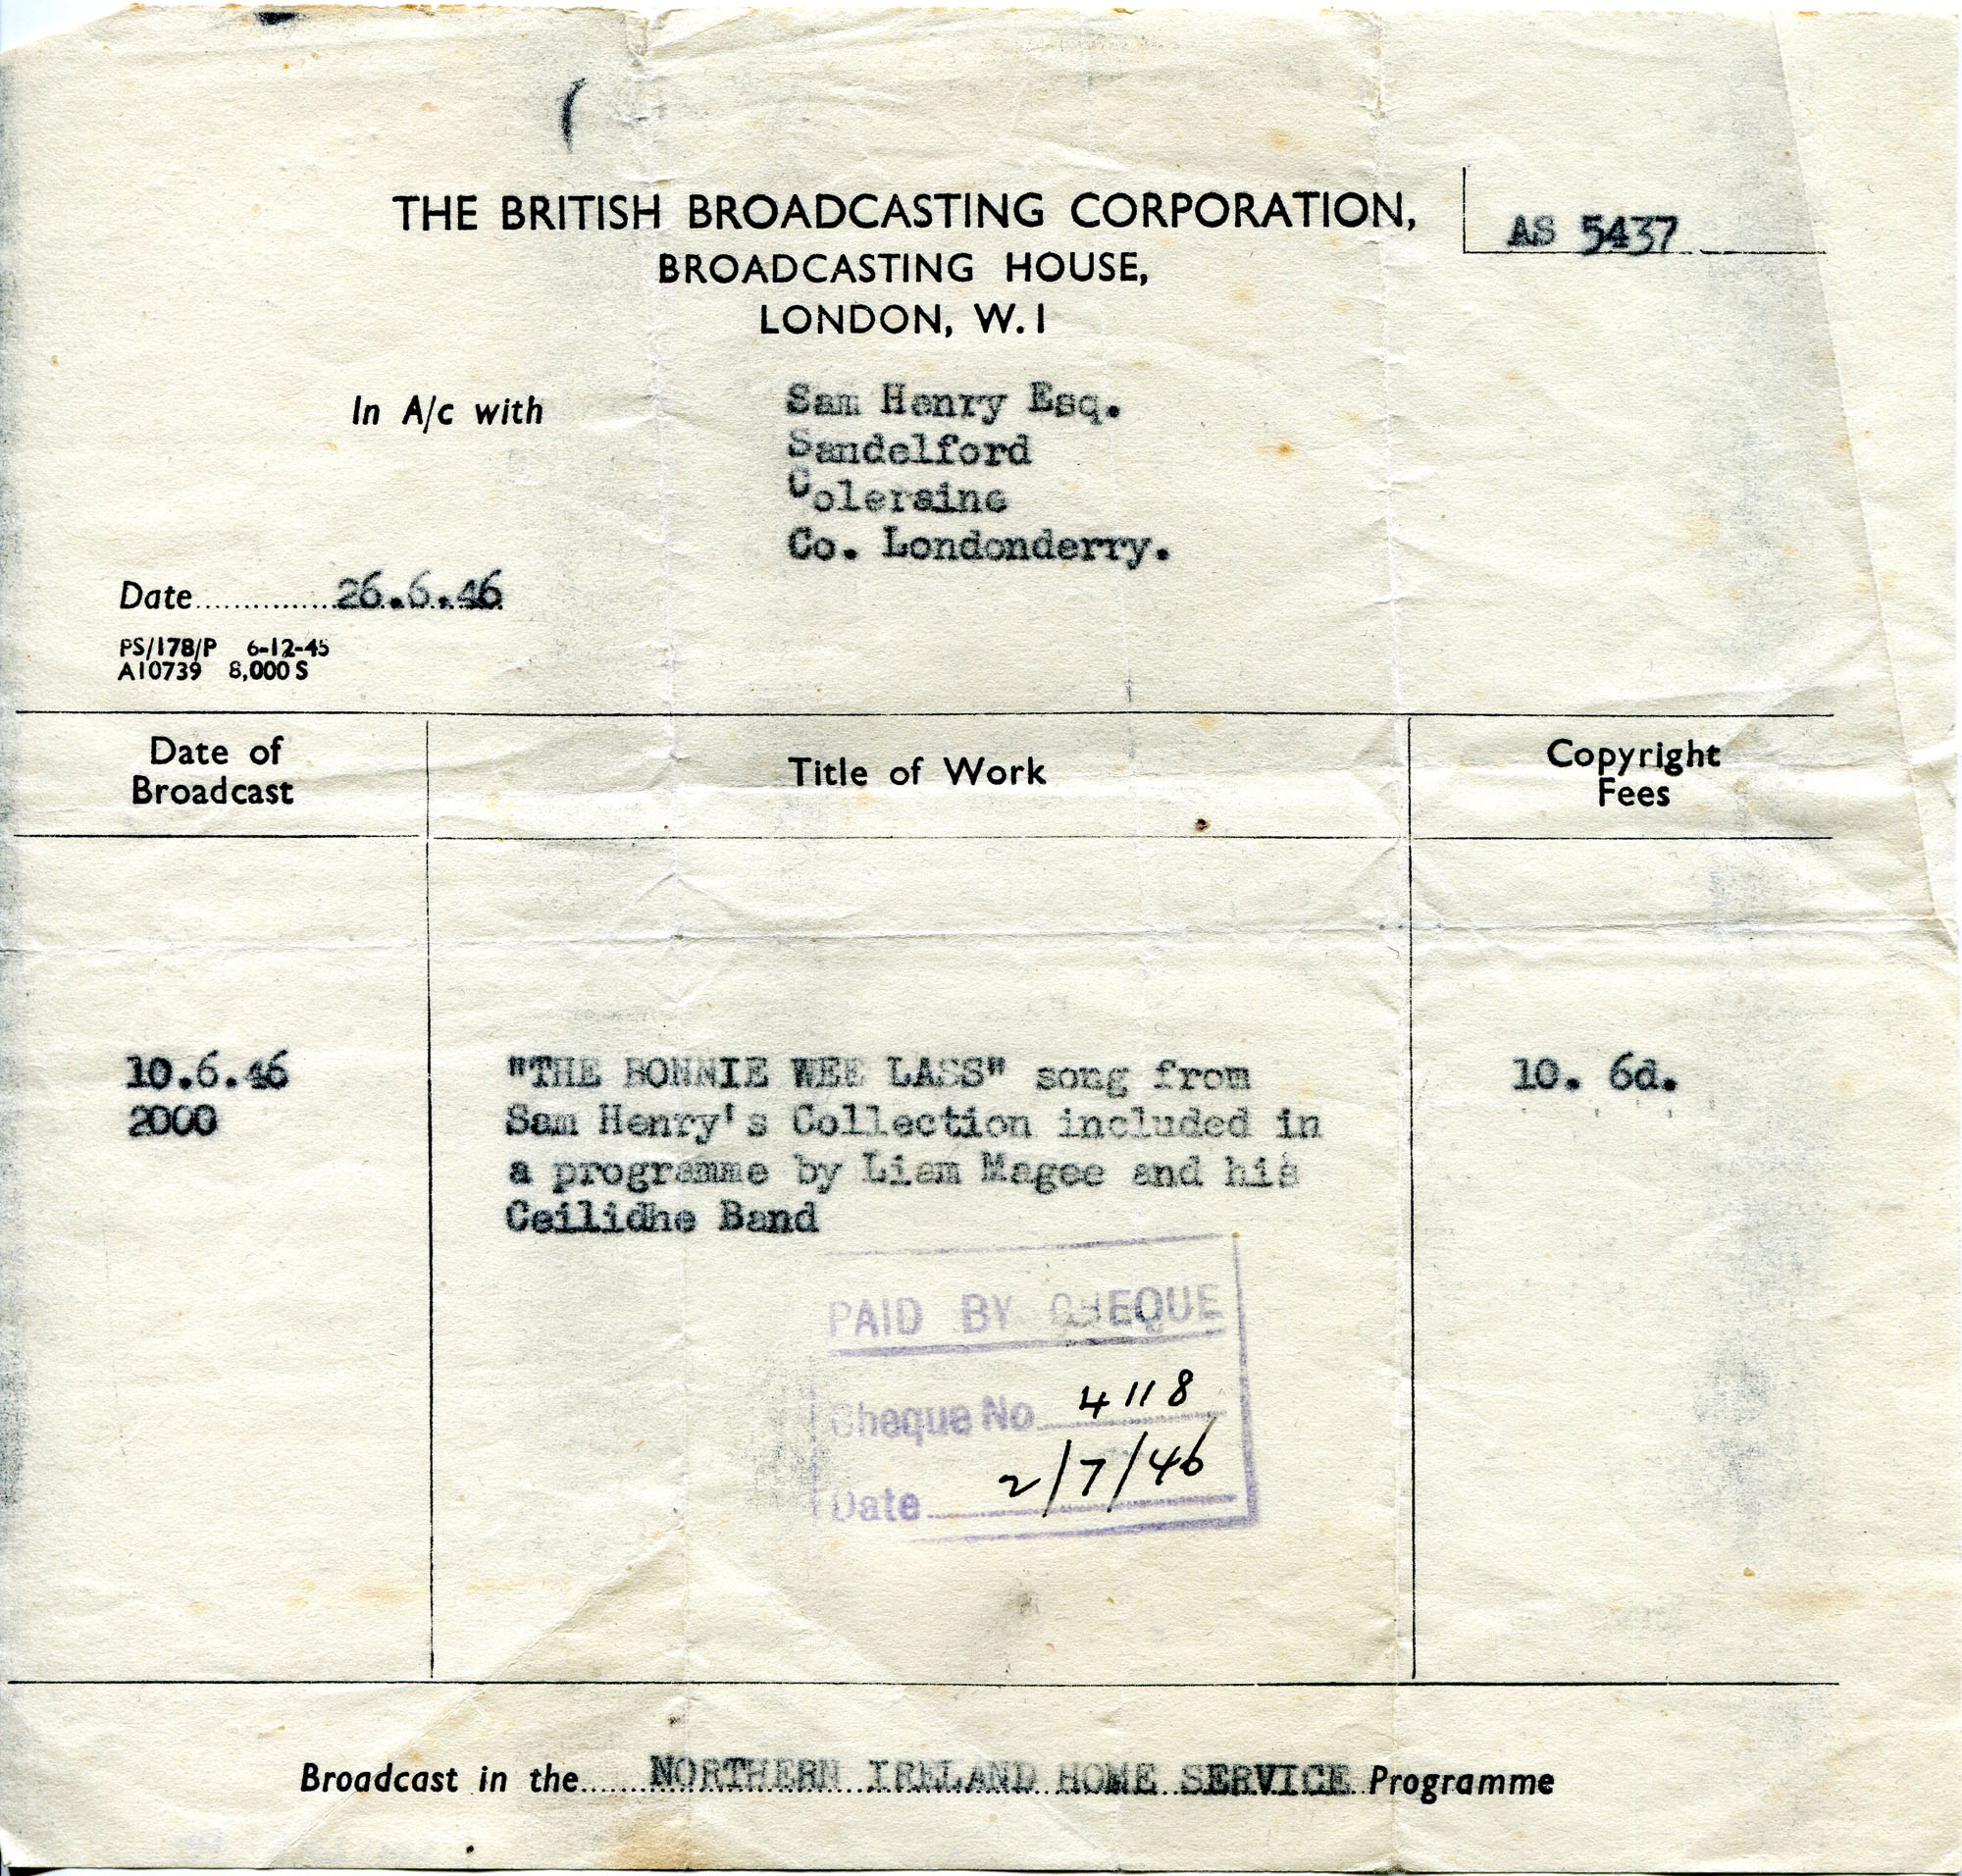 THE BRITISH BROADCASTING CORPORATION,
AS 5437
BROADCASTING HOUSE,
LONDON, W.1
In A/c with
Sam Henry Esq.
Sandelford
Coleraine
Co. Londonderry.
Date 26.6.46
PS/178/P 6-12-45
A10739 8,000 S
Date of
Broadcast
Title of Work
Copyright
Fees
10.6.46
2000
"THE BONNIE WEE LASS" song from
Sam Henry's Collection included in
a programme by Liam Magee and his
Ceilidhe Band
10. 6d.
PAID BY CHEQUE
Cheque No 4118
Date 2/7/46
Broadcast in the NORTHERN IRELAND HOME SERVICE Programme